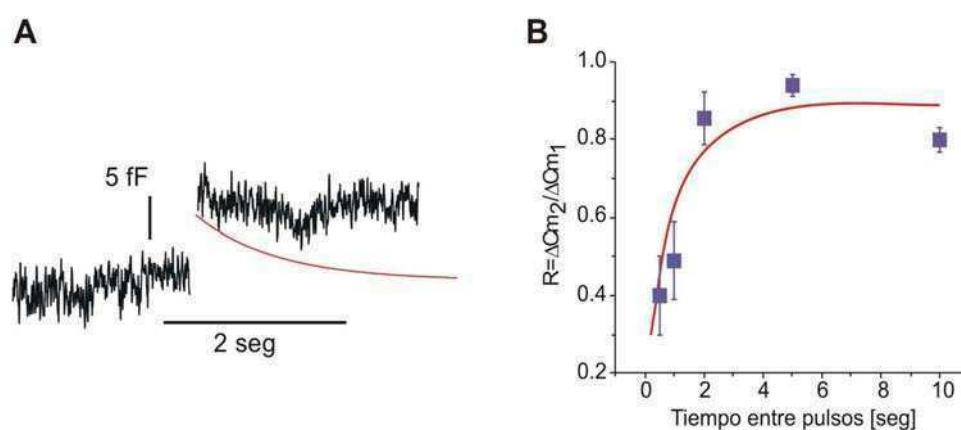 A
5 fF
2 seg
B
R=ΔCm2/ΔCm1
1.0
0.8
0.6
0.4
0.2
0 2 4 6 8 10
Tiempo entre pulsos [seg]